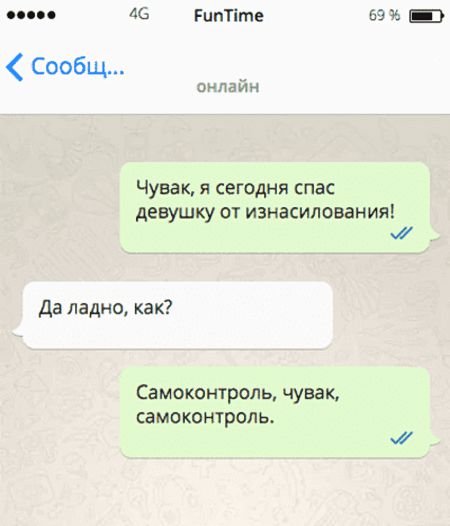 4G FunTime 69 %
Сообщ...
онлайн
Чувак, я сегодня спас
девушку от изнасилования!
Да ладно, как?
Самоконтроль, чувак,
самоконтроль.